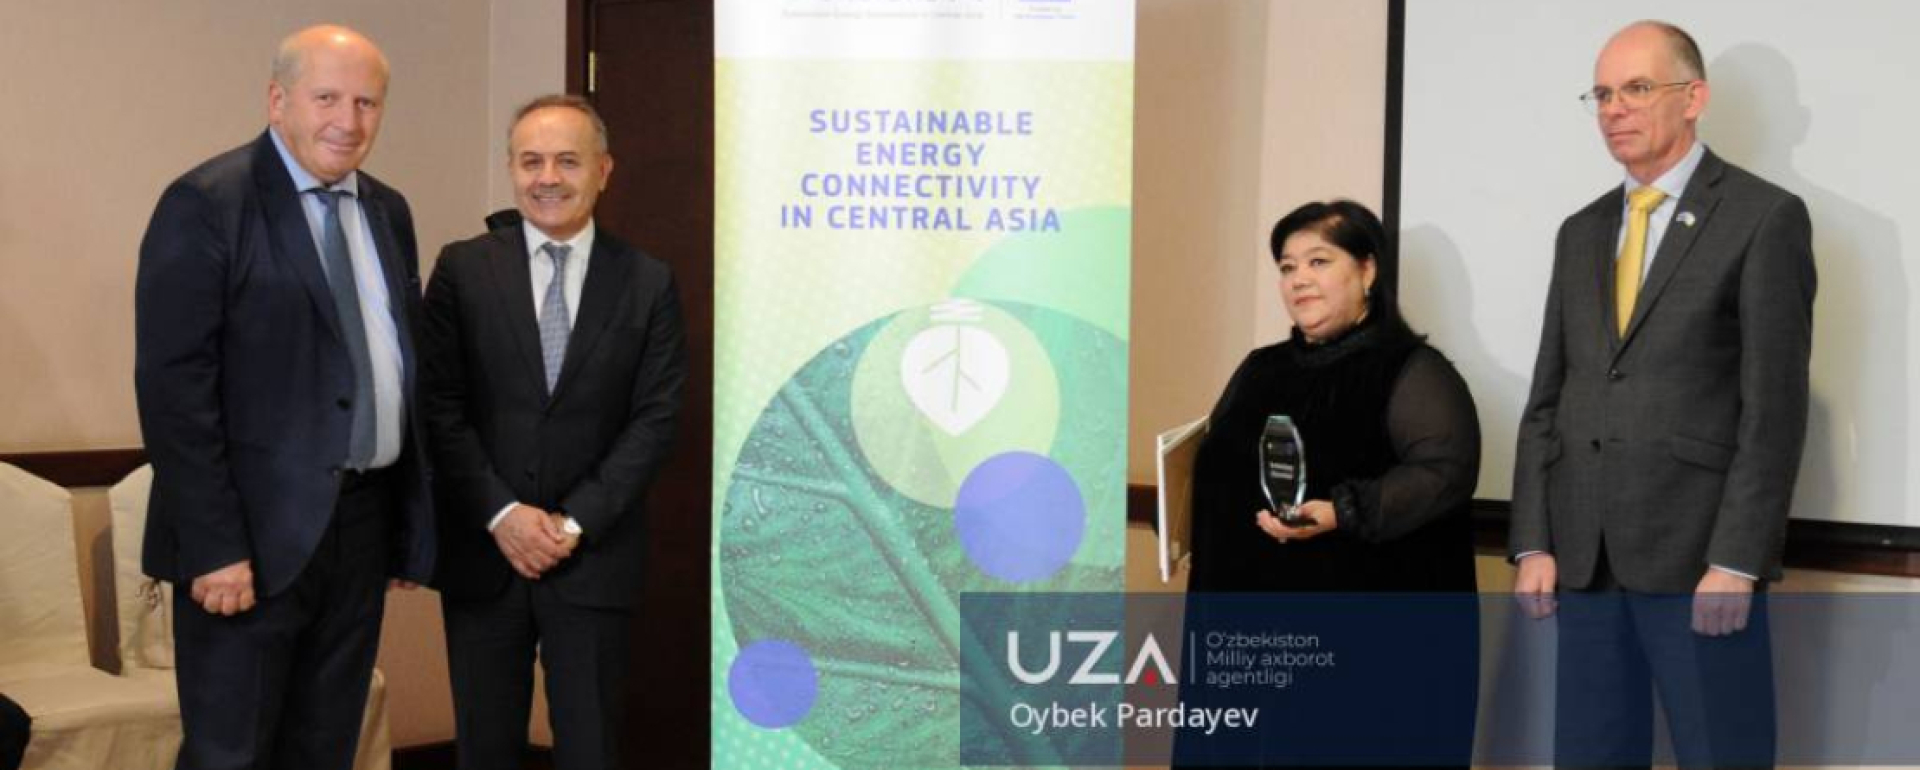 SUSTAINABLE
ENERGY
CONNECTIVITY
IN CENTRAL ASIA
UZA
O'zbekiston
Milliy axborot
agentligi
Oybek Pardayev